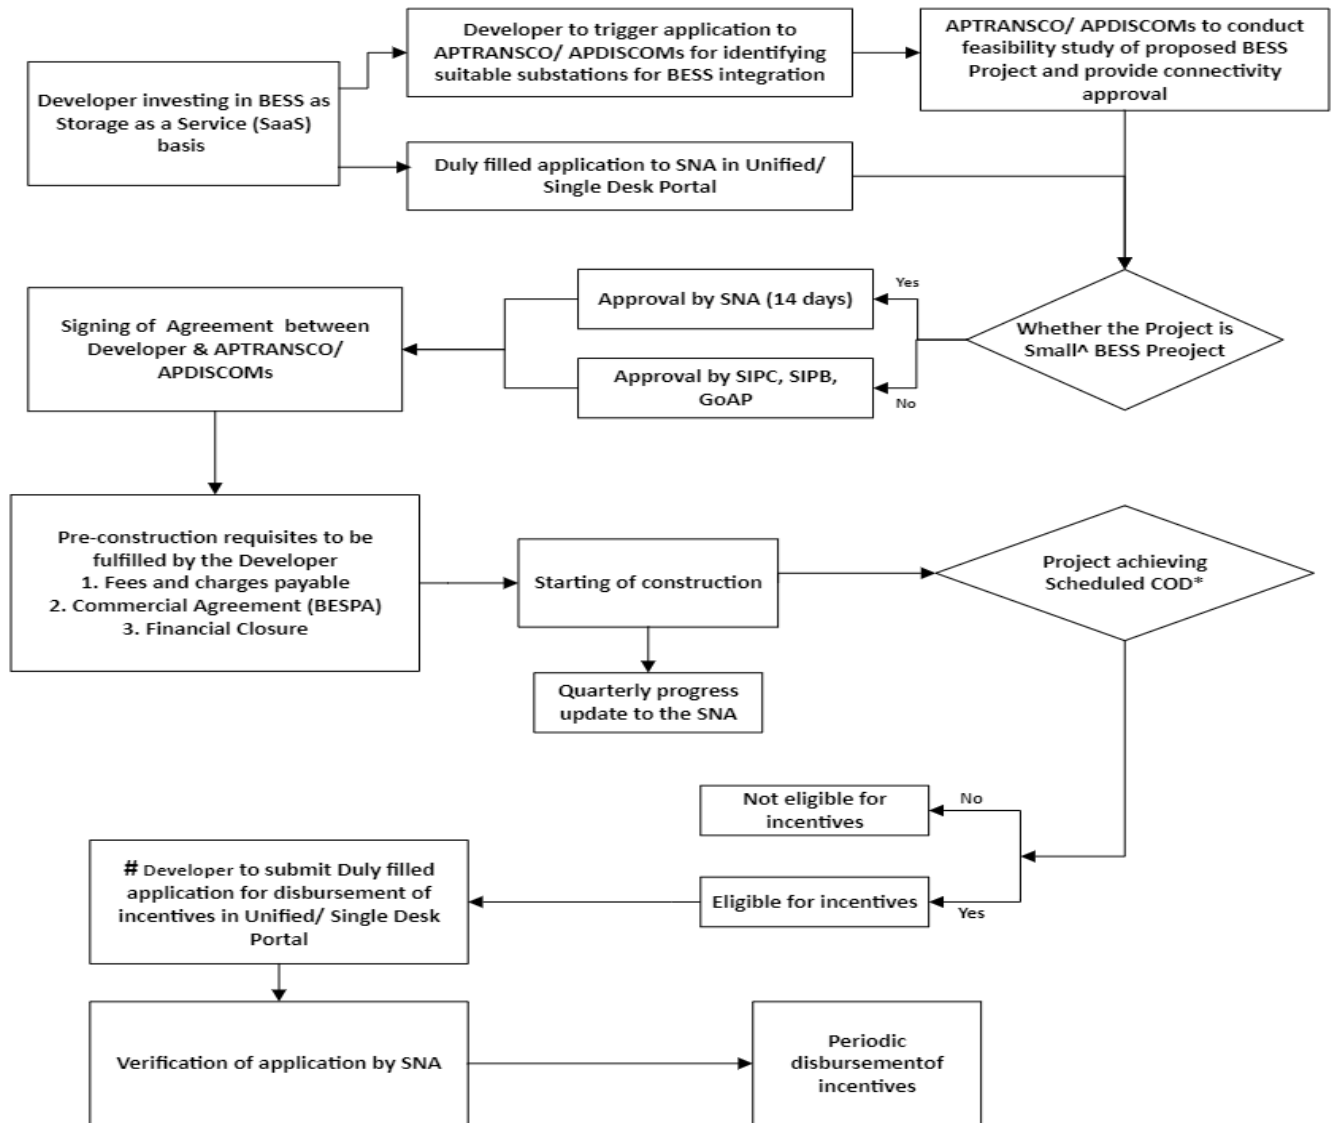 Developer to trigger application to
APTRANSCO/ APDISCOMs for identifying
suitable substations for BESS integration
APTRANSCO/ APDISCOMs to conduct
feasibility study of proposed BESS
Project and provide connectivity
approval
Developer investing in BESS as
Storage as a Service (SaaS)
basis
Duly filled application to SNA in Unified/
Single Desk Portal
Whether the Project is
Small^ BESS Preoject
Yes
Approval by SNA (14 days)
No
Approval by SIPC, SIPB,
GoAP
Signing of  Agreement  between
Developer & APTRANSCO/
APDISCOMs
Pre-construction requisites to be
fulfilled by the Developer
1. Fees and charges payable
2. Commercial Agreement (BESPA)
3. Financial Closure
Starting of construction
Quarterly progress
update to the SNA
Project achieving
Scheduled COD*
No
Not eligible for
incentives
Yes
Eligible for incentives
# Developer to submit Duly filled
application for disbursement of
incentives in Unified/ Single Desk
Portal
Verification of application by SNA
Periodic
disbursementof
incentives